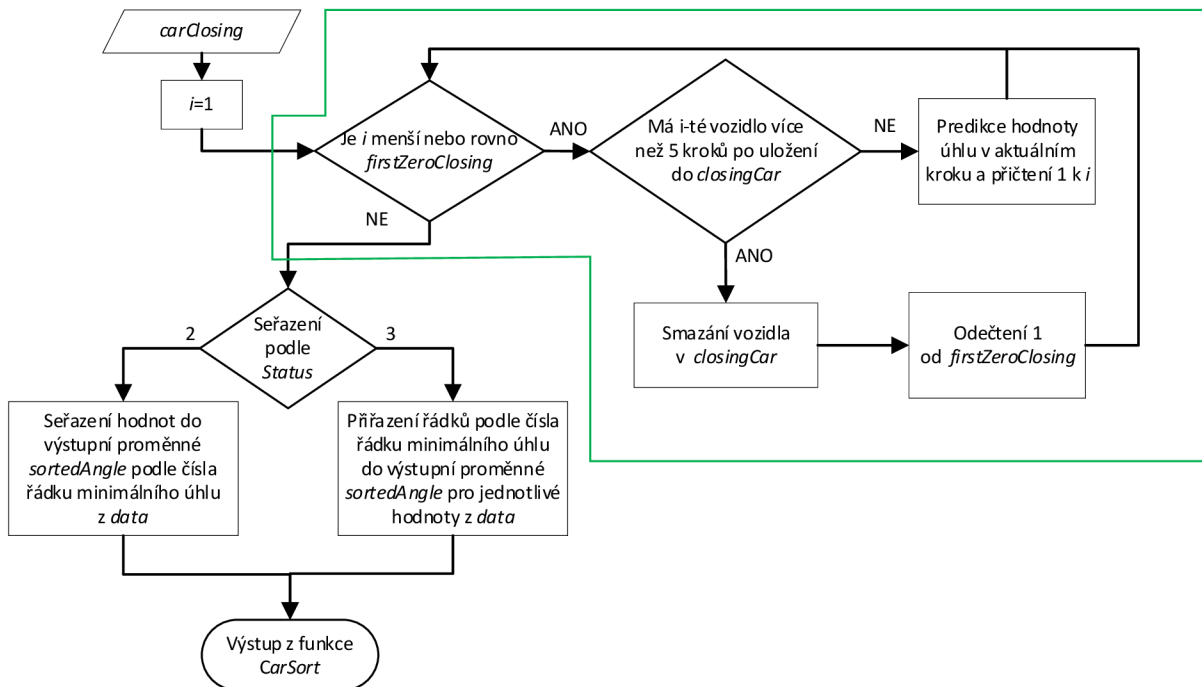 carClosing
i=1
Je i menší nebo rovno
firstZeroClosing
ANO
Má i-té vozidlo více
než 5 kroků po uložení
do closingCar
NE
Predikce hodnoty
úhlu v aktuálním
kroku a přičtení 1 k i
NE
ANO
Smazání vozidla
v closingCar
Odečtení 1
od firstZeroClosing
2
Seřazení
podle
Status
3
Seřazení hodnot do
výstupní proměnné
sortedAngle podle čísla
řádku minimálního úhlu
z data
Přiřazení řádků podle čísla
řádku minimálního úhlu
do výstupní proměnné
sortedAngle pro jednotlivé
hodnoty z data
Výstup z funkce
CarSort